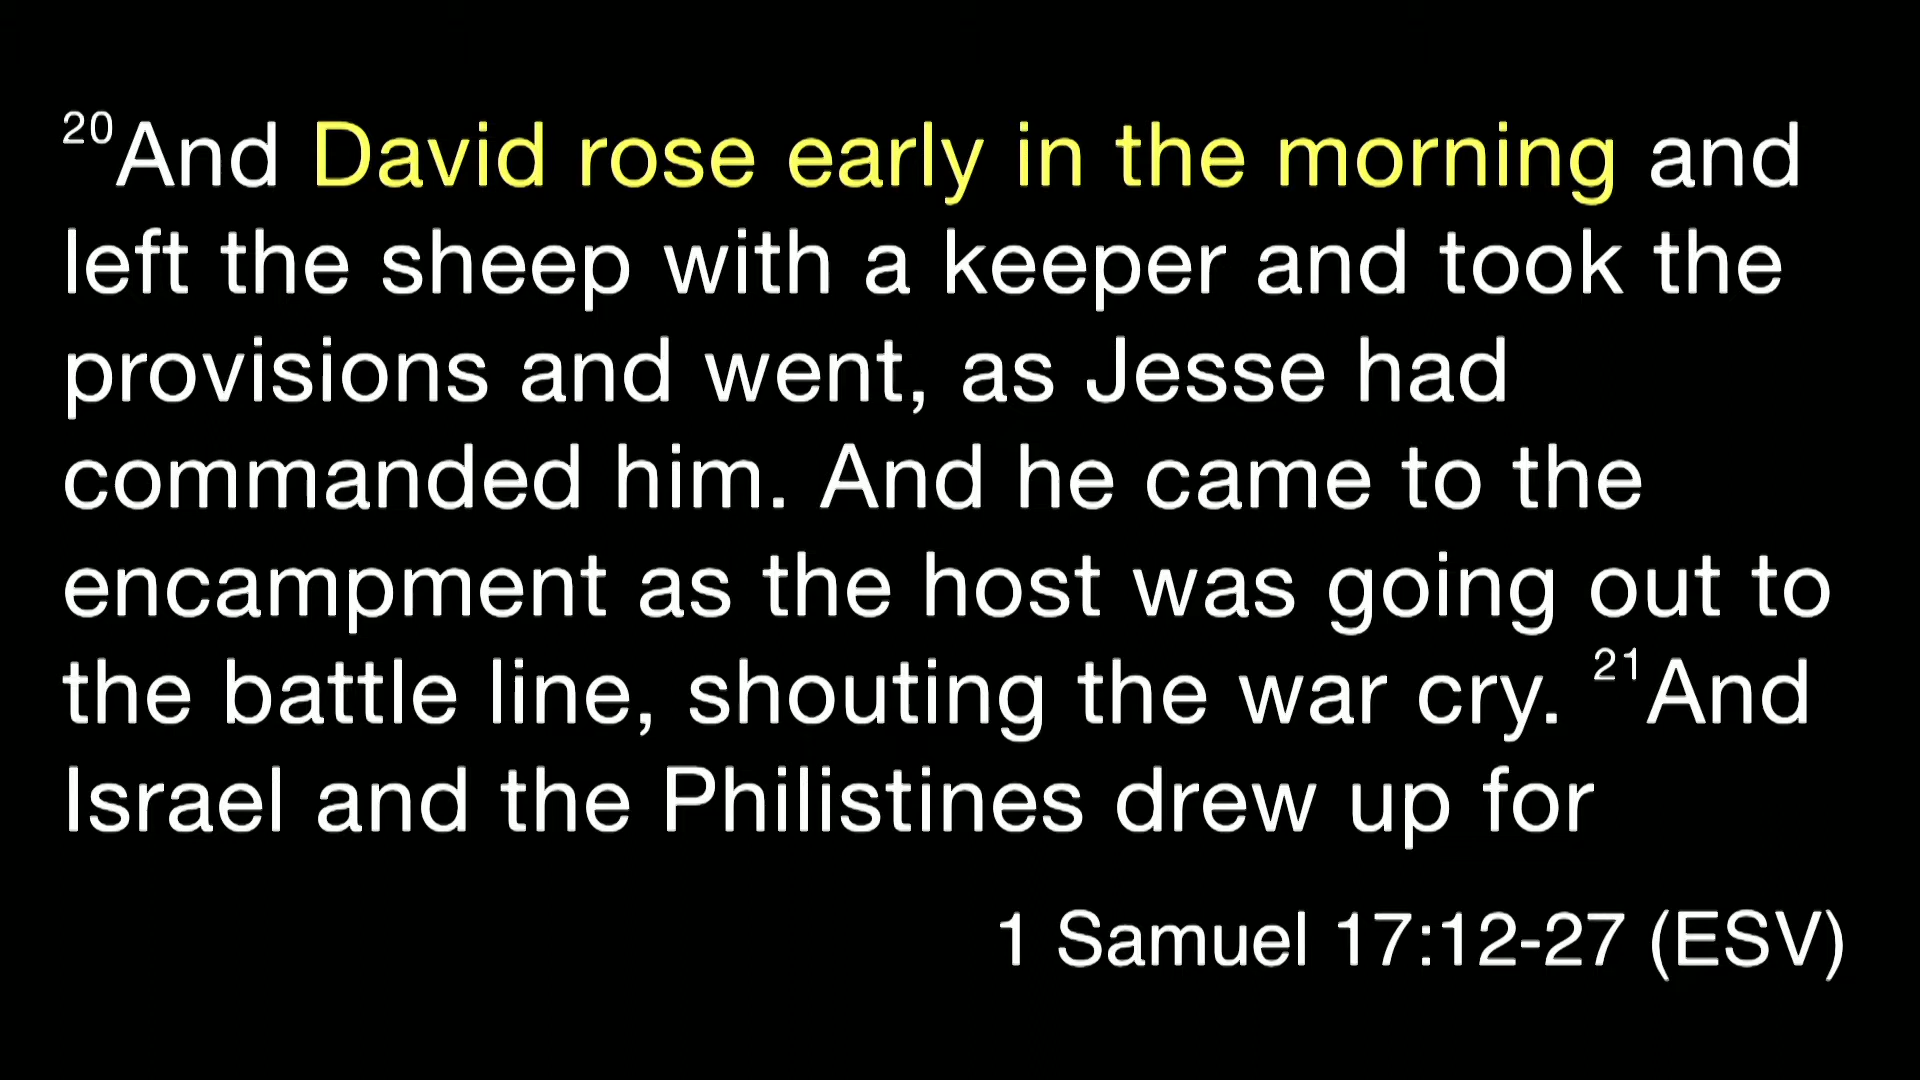 20And David rose early in the morning and
left the sheep with a keeper and took the
provisions and went, as Jesse had
commanded him. And he came to the
encampment as the host was going out to
the battle line, shouting the war cry. 21And
Israel and the Philistines drew up for
1 Samuel 17:12-27 (ESV)